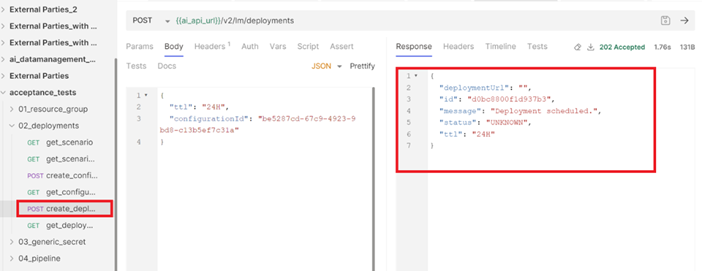 External Parties_2
External Parties_with ...
External Parties_with ...
ai_datamanagement_...
External Parties
acceptance_tests
01_resource_group
02_deployments
GET get_scenario
GET get_scenari...
POST create_confi...
GET get_configu...
POST create_depl...
GET get_deploy...
03_generic_secret
04_pipeline
POST {{ai_api_url}}/v2/lm/deployments
Params Body Headers 1 Auth Vars Script Assert
Tests Docs
JSON Prettify
1 {
2 "ttl": "24H",
3 "configurationId": "be5287cd-67c9-4923-9
bd8-c13b5ef7c31a"
4 }
Response Headers Timeline Tests 202 Accepted 1.76s 131B
1 {
2 "deploymentUrl": "",
3 "id": "d0bc8800f1d937b3",
4 "message": "Deployment scheduled.",
5 "status": "UNKNOWN",
6 "ttl": "24H"
7 }